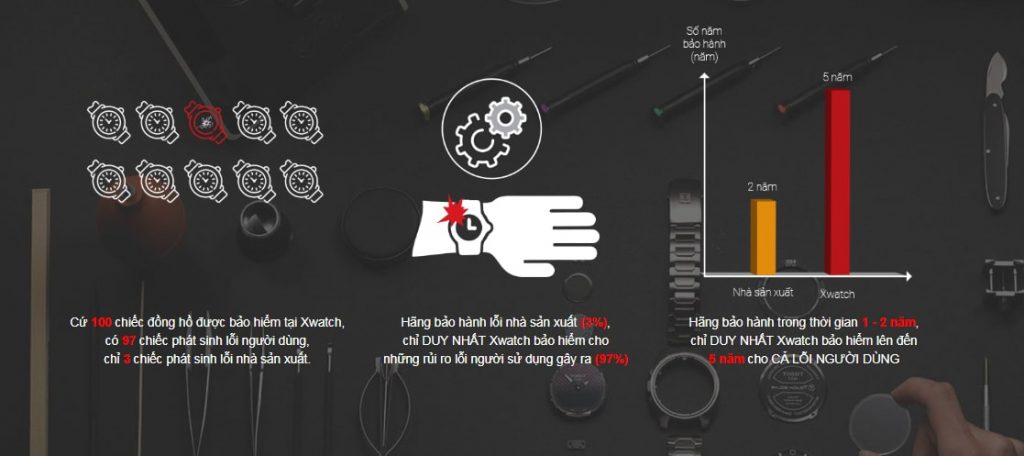 Cứ 100 chiếc đồng hồ được bảo hiểm tại Xwatch,
có 97 chiếc phát sinh lỗi người dùng,
chỉ 3 chiếc phát sinh lỗi nhà sản xuất.
Hãng bảo hành lỗi nhà sản xuất (3%),
chỉ DUY NHẤT Xwatch bảo hiểm cho
những rủi ro lỗi người sử dụng gây ra (97%)
Số năm
bảo hành
(năm)
5 năm
2 năm
Nhà sản xuất
Xwatch
Hãng bảo hành trong thời gian 1 - 2 năm,
chỉ DUY NHẤT Xwatch bảo hiểm lên đến
5 năm cho CẢ LỖI NGƯỜI DÙNG